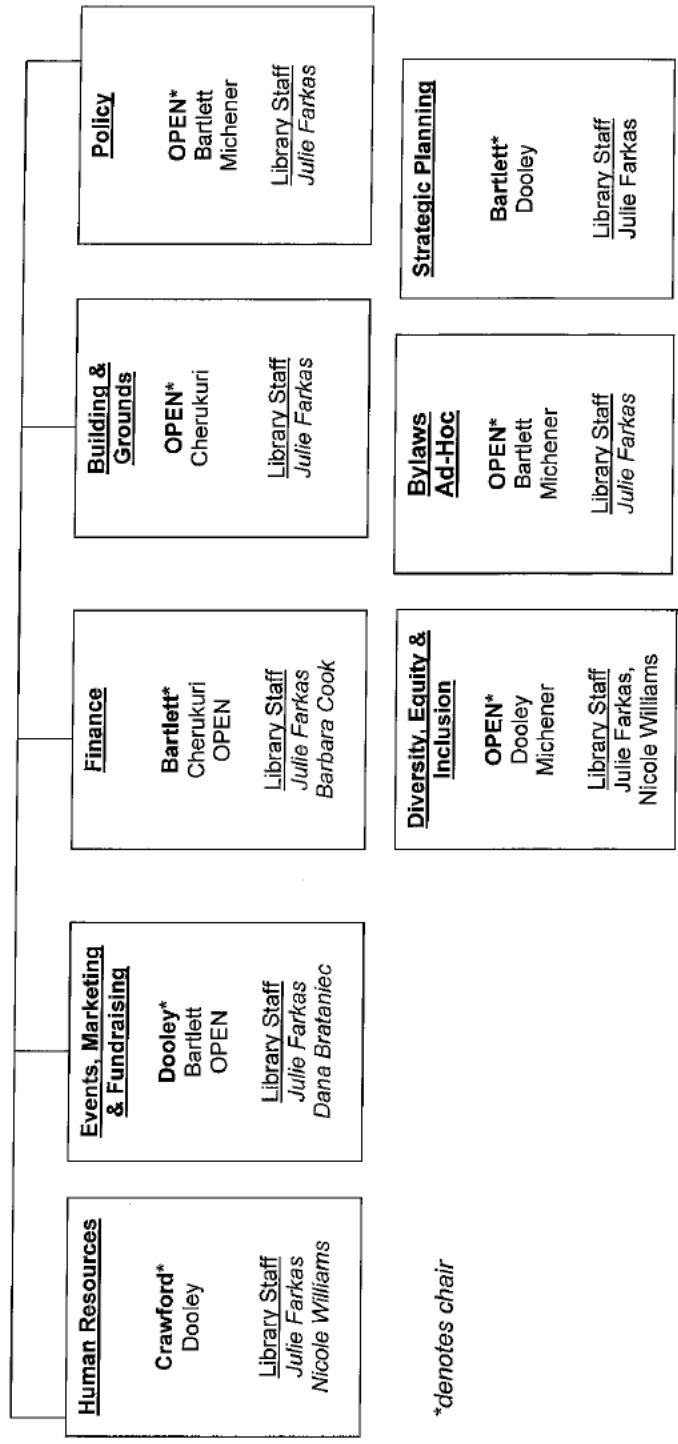 Human Resources
Crawford*
Dooley
Library Staff
Julie Farkas
Nicole Williams
Events, Marketing
& Fundraising
Dooley*
Bartlett
OPEN
Library Staff
Julie Farkas
Dana Brataniec
Finance
Bartlett*
Cherukuri
OPEN
Library Staff
Julie Farkas
Barbara Cook
Building &
Grounds
OPEN*
Cherukuri
Library Staff
Julie Farkas
Policy
OPEN*
Bartlett
Michener
Library Staff
Julie Farkas
Diversity, Equity &
Inclusion
OPEN*
Dooley
Michener
Library Staff
Julie Farkas,
Nicole Williams
Bylaws
Ad-Hoc
OPEN*
Bartlett
Michener
Library Staff
Julie Farkas
Strategic Planning
Bartlett*
Dooley
Library Staff
Julie Farkas
*denotes chair